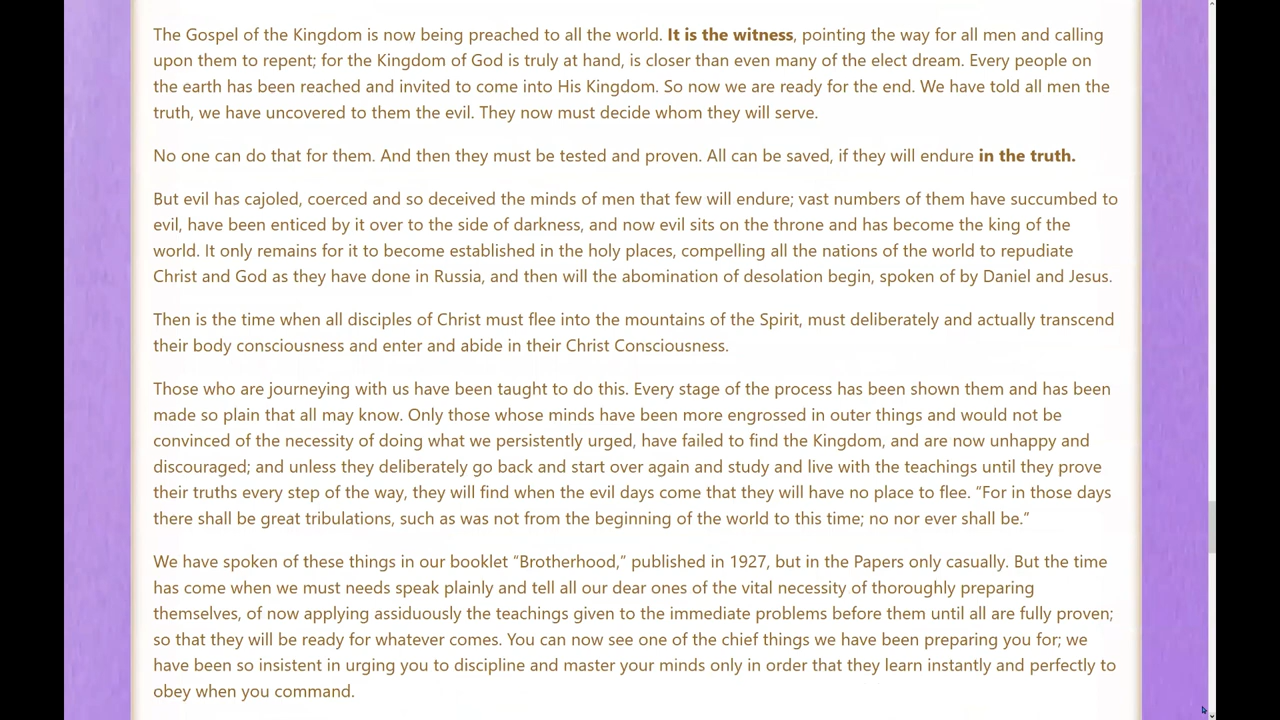 The Gospel of the Kingdom is now being preached to all the world. It is the witness, pointing the way for all men and calling
upon them to repent; for the Kingdom of God is truly at hand, is closer than even many of the elect dream. Every people on
the earth has been reached and invited to come into His Kingdom. So now we are ready for the end. We have told all men the
truth, we have uncovered to them the evil. They now must decide whom they will serve.
No one can do that for them. And then they must be tested and proven. All can be saved, if they will endure in the truth.
But evil has cajoled, coerced and so deceived the minds of men that few will endure; vast numbers of them have succumbed to
evil, have been enticed by it over to the side of darkness, and now evil sits on the throne and has become the king of the
world. It only remains for it to become established in the holy places, compelling all the nations of the world to repudiate
Christ and God as they have done in Russia, and then will the abomination of desolation begin, spoken of by Daniel and Jesus.
Then is the time when all disciples of Christ must flee into the mountains of the Spirit, must deliberately and actually transcend
their body consciousness and enter and abide in their Christ Consciousness.
Those who are journeying with us have been taught to do this. Every stage of the process has been shown them and has been
made so plain that all may know. Only those whose minds have been more engrossed in outer things and would not be
convinced of the necessity of doing what we persistently urged, have failed to find the Kingdom, and are now unhappy and
discouraged; and unless they deliberately go back and start over again and study and live with the teachings until they prove
their truths every step of the way, they will find when the evil days come that they will have no place to flee. “For in those days
there shall be great tribulations, such as was not from the beginning of the world to this time; no nor ever shall be.”
We have spoken of these things in our booklet “Brotherhood,” published in 1927, but in the Papers only casually. But the time
has come when we must needs speak plainly and tell all our dear ones of the vital necessity of thoroughly preparing
themselves, of now applying assiduously the teachings given to the immediate problems before them until all are fully proven;
so that they will be ready for whatever comes. You can now see one of the chief things we have been preparing you for; we
have been so insistent in urging you to discipline and master your minds only in order that they learn instantly and perfectly to
obey when you command.